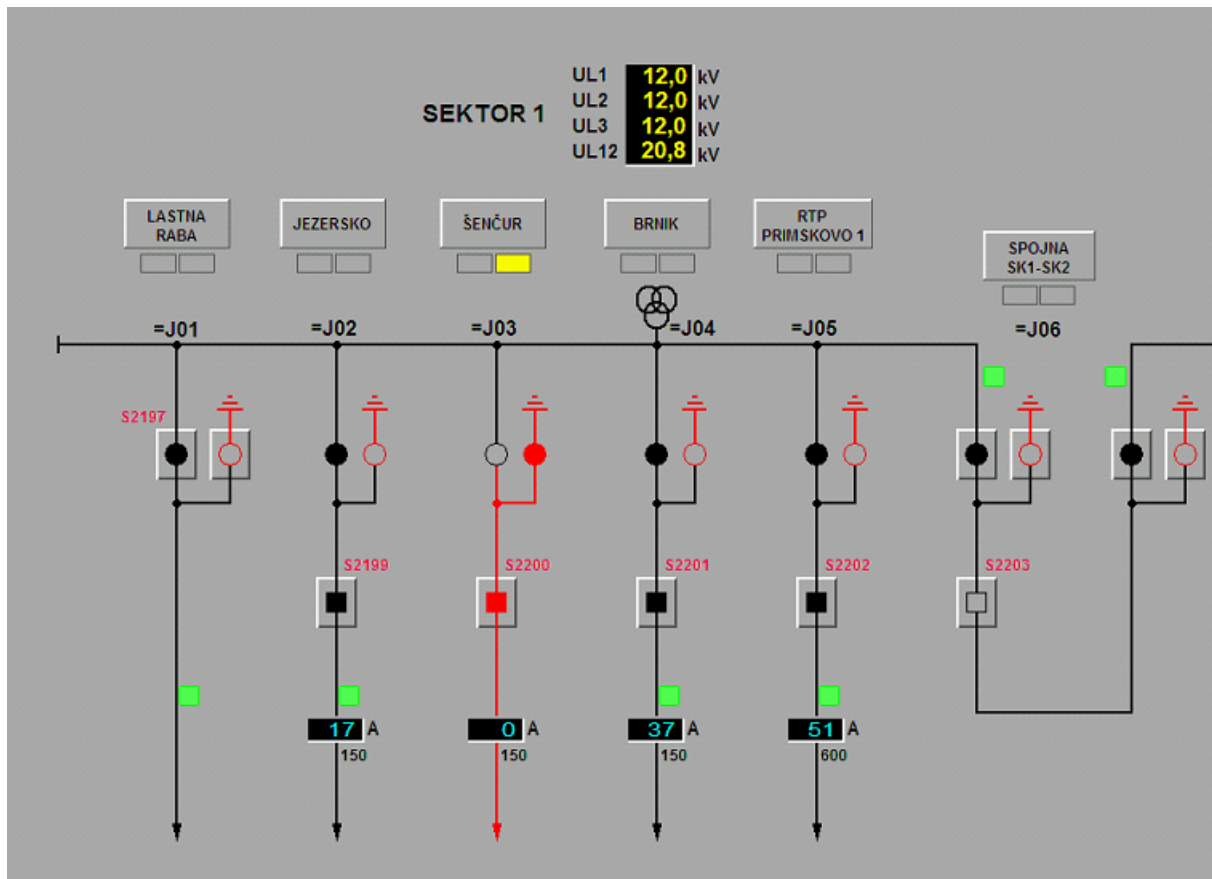 SEKTOR 1
UL1 12,0 kV
UL2 12,0 kV
UL3 12,0 kV
UL12 20,8 kV
LASTNA
RABA
JEZERSKO
ŠENČUR
BRNIK
RTP
PRIMSKOVO 1
SPOJNA
SK1-SK2
=J01 =J02 =J03 =J04 =J05 =J06
S2197
S2199 S2200 S2201 S2202 S2203
17 A 0 A 37 A 51 A
150 150 150 600